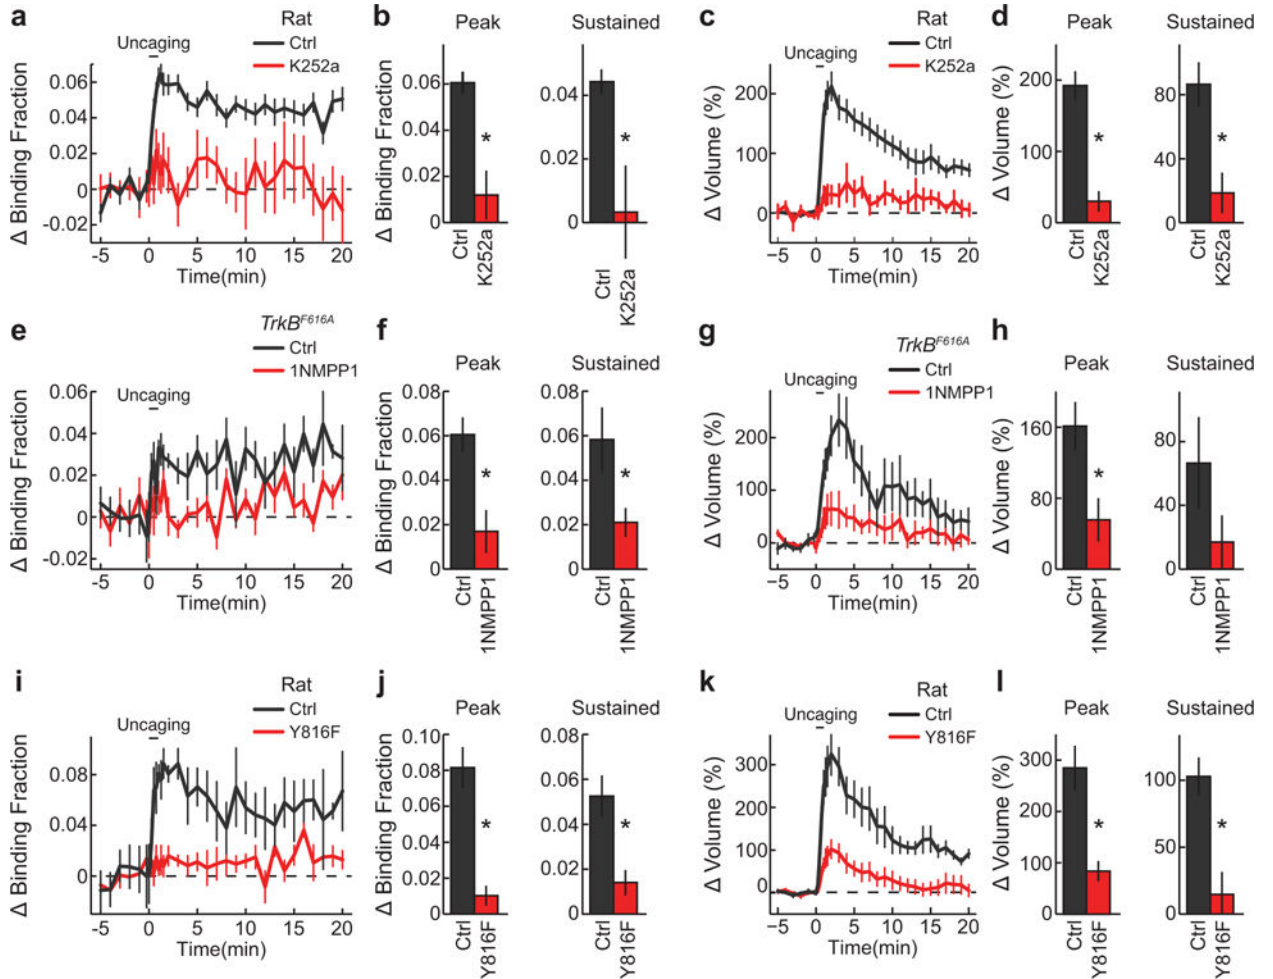 a
Rat
Uncaging
Ctrl
K252a
Δ Binding Fraction
0.06
0.04
0.02
0
-0.02
-5 0 5 10 15 20
Time(min)
b
Peak
Sustained
Δ Binding Fraction
0.06
0.04
0.02
0
Ctrl
K252a
0.04
0.02
0
Ctrl
K252a
c
Rat
Uncaging
Ctrl
K252a
Δ Volume (%)
200
100
0
−5 0 5 10 15 20
Time(min)
d
Peak
Sustained
Δ Volume (%)
200
100
0
Ctrl
K252a
80
40
0
Ctrl
K252a
e
TrkB^F616A
Ctrl
1NMPP1
Uncaging
Δ Binding Fraction
0.06
0.04
0.02
0
-0.02
-5 0 5 10 15 20
Time(min)
f
Peak
Sustained
Δ Binding Fraction
0.08
0.06
0.04
0.02
0
Ctrl
1NMPP1
0.08
0.06
0.04
0.02
0
Ctrl
1NMPP1
g
TrkB^F616A
Ctrl
1NMPP1
Uncaging
Δ Volume (%)
200
100
0
−5 0 5 10 15 20
Time(min)
h
Peak
Sustained
Δ Volume (%)
160
80
0
Ctrl
1NMPP1
80
40
0
Ctrl
1NMPP1
i
Rat
Ctrl
Y816F
Uncaging
Δ Binding Fraction
0.08
0.04
0
-5 0 5 10 15 20
Time(min)
j
Peak
Sustained
Δ Binding Fraction
0.10
0.08
0.06
0.04
0.02
0
Ctrl
Y816F
0.08
0.06
0.04
0.02
0
Ctrl
Y816F
k
Rat
Ctrl
Y816F
Uncaging
Δ Volume (%)
300
200
100
0
−5 0 5 10 15 20
Time(min)
l
Peak
Sustained
Δ Volume (%)
300
200
100
0
Ctrl
Y816F
100
50
0
Ctrl
Y816F